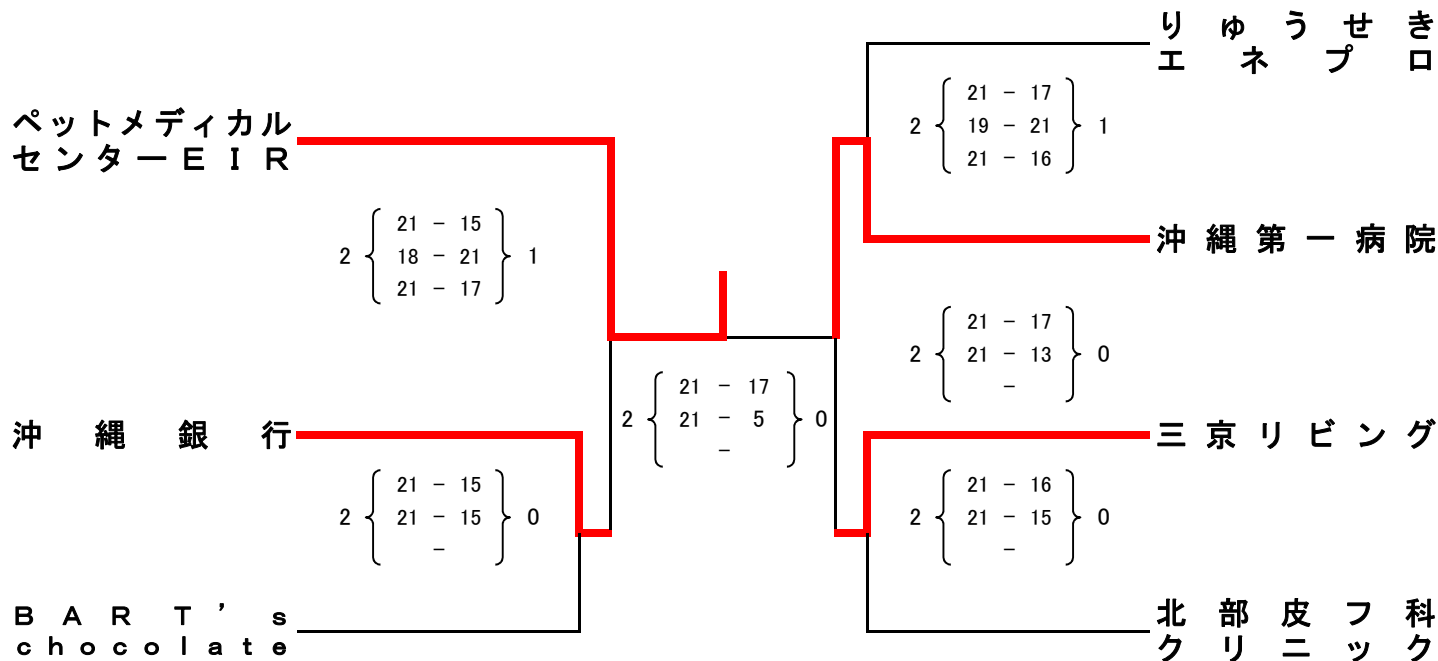 りゅうせき
エネプロ
2 21 - 17 1
19 - 21
21 - 16
ペットメディカル
センターEIR
沖縄第一病院
2 21 - 15 1
18 - 21
21 - 17
2 21 - 17 0
21 - 13
-
2 21 - 17 0
21 - 5
-
沖縄銀行
三京リビング
2 21 - 15 0
21 - 15
-
2 21 - 16 0
21 - 15
-
BART's
chocolate
北部皮フ科
クリニック